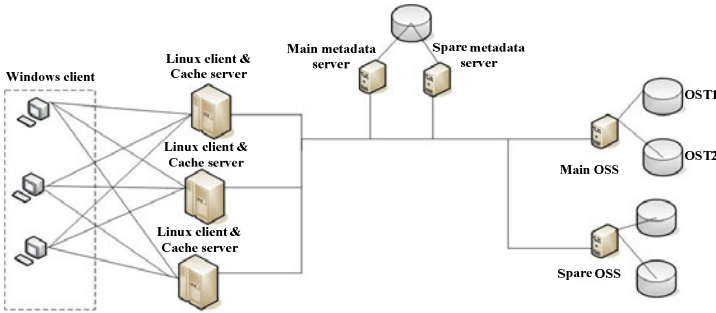 Windows client
Linux client &
Cache server
Linux client &
Cache server
Linux client &
Cache server
Main metadata
server
Spare metadata
server
Main OSS
OST1
OST2
Spare OSS